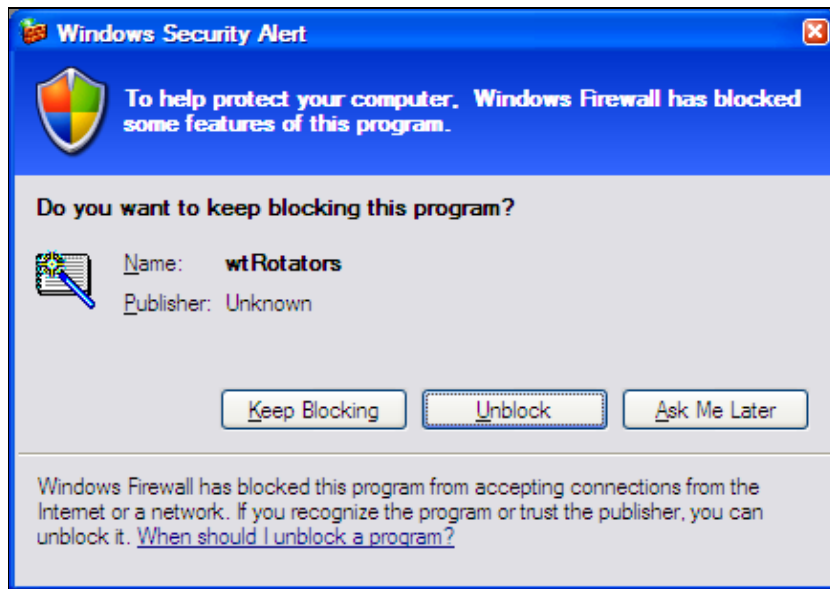 Windows Security Alert
To help protect your computer, Windows Firewall has blocked
some features of this program.
Do you want to keep blocking this program?
Name: wtRotators
Publisher: Unknown
Keep Blocking Unblock Ask Me Later
Windows Firewall has blocked this program from accepting connections from the
Internet or a network. If you recognize the program or trust the publisher, you can
unblock it. When should I unblock a program?